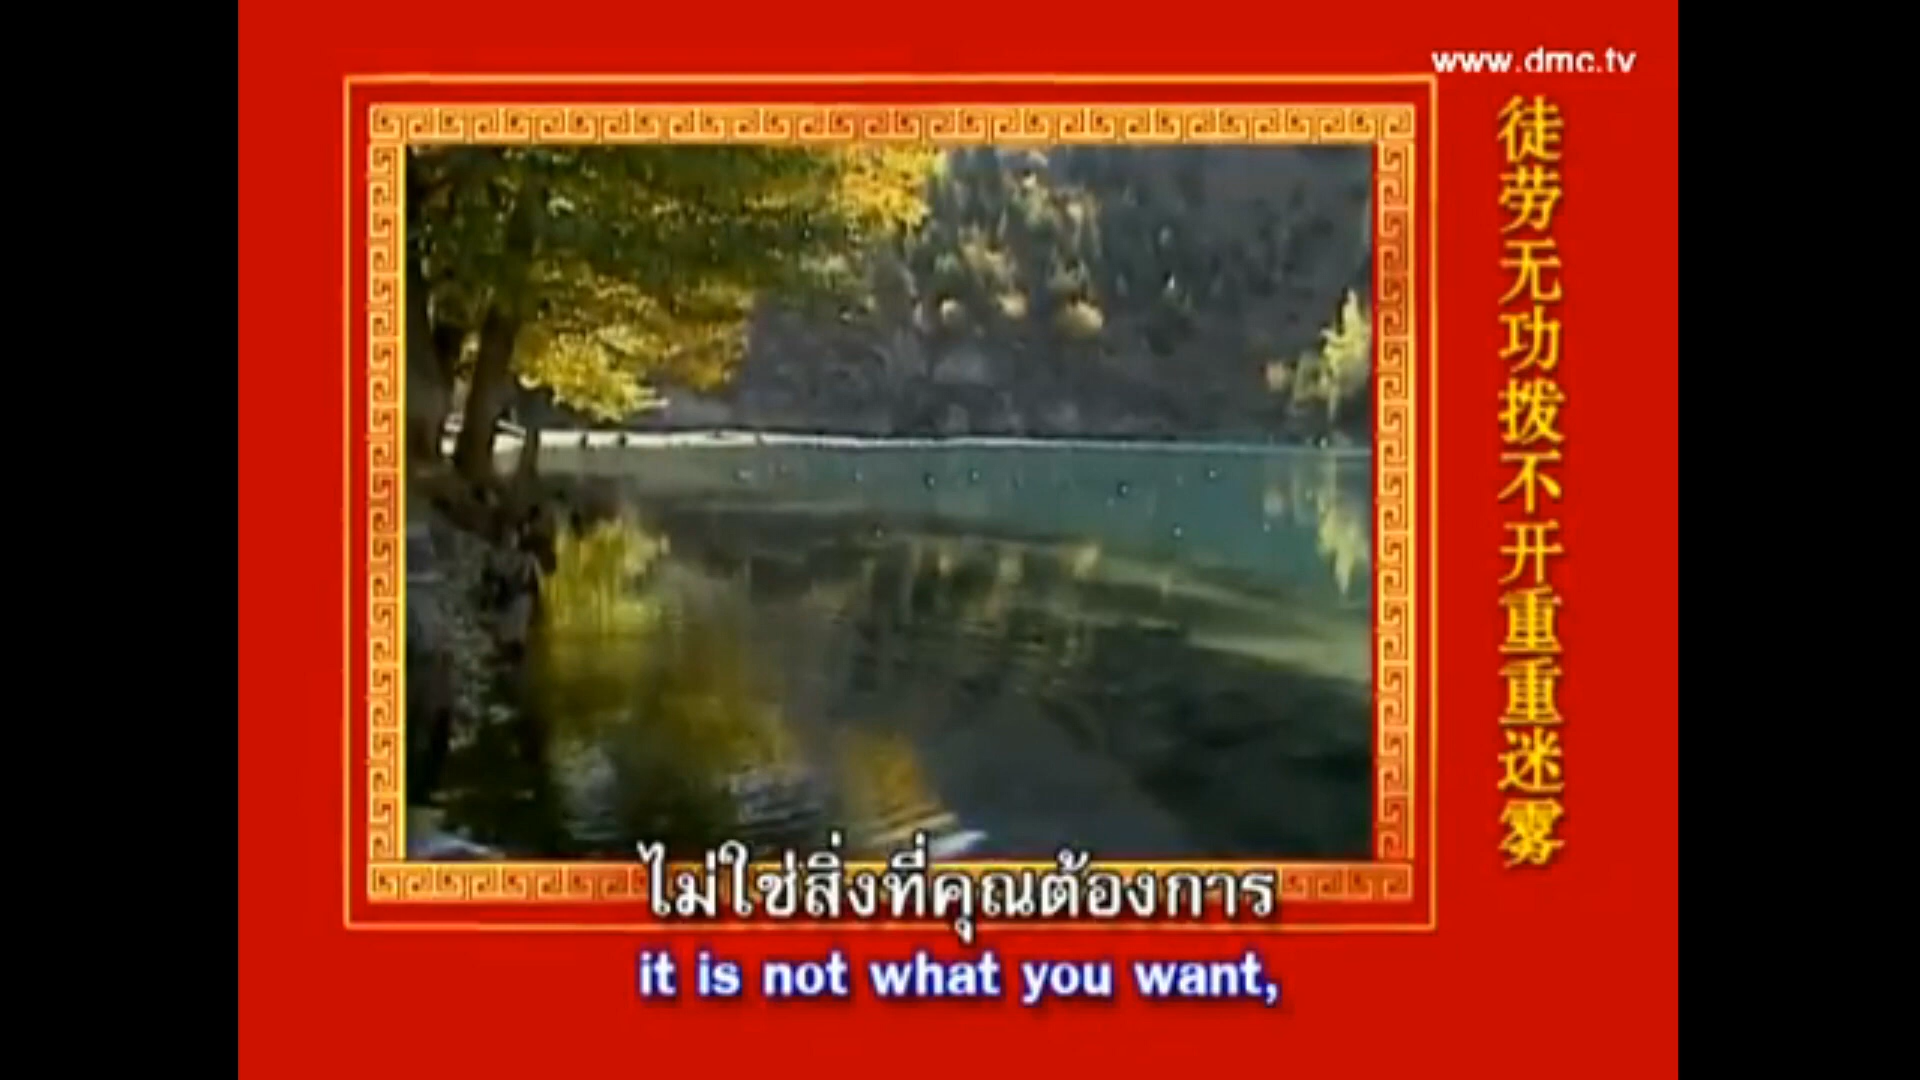 www.dmc.tv
徒劳无功拨不开重重迷雾
ไม่ใช่สิ่งที่คุณต้องการ
it is not what you want,